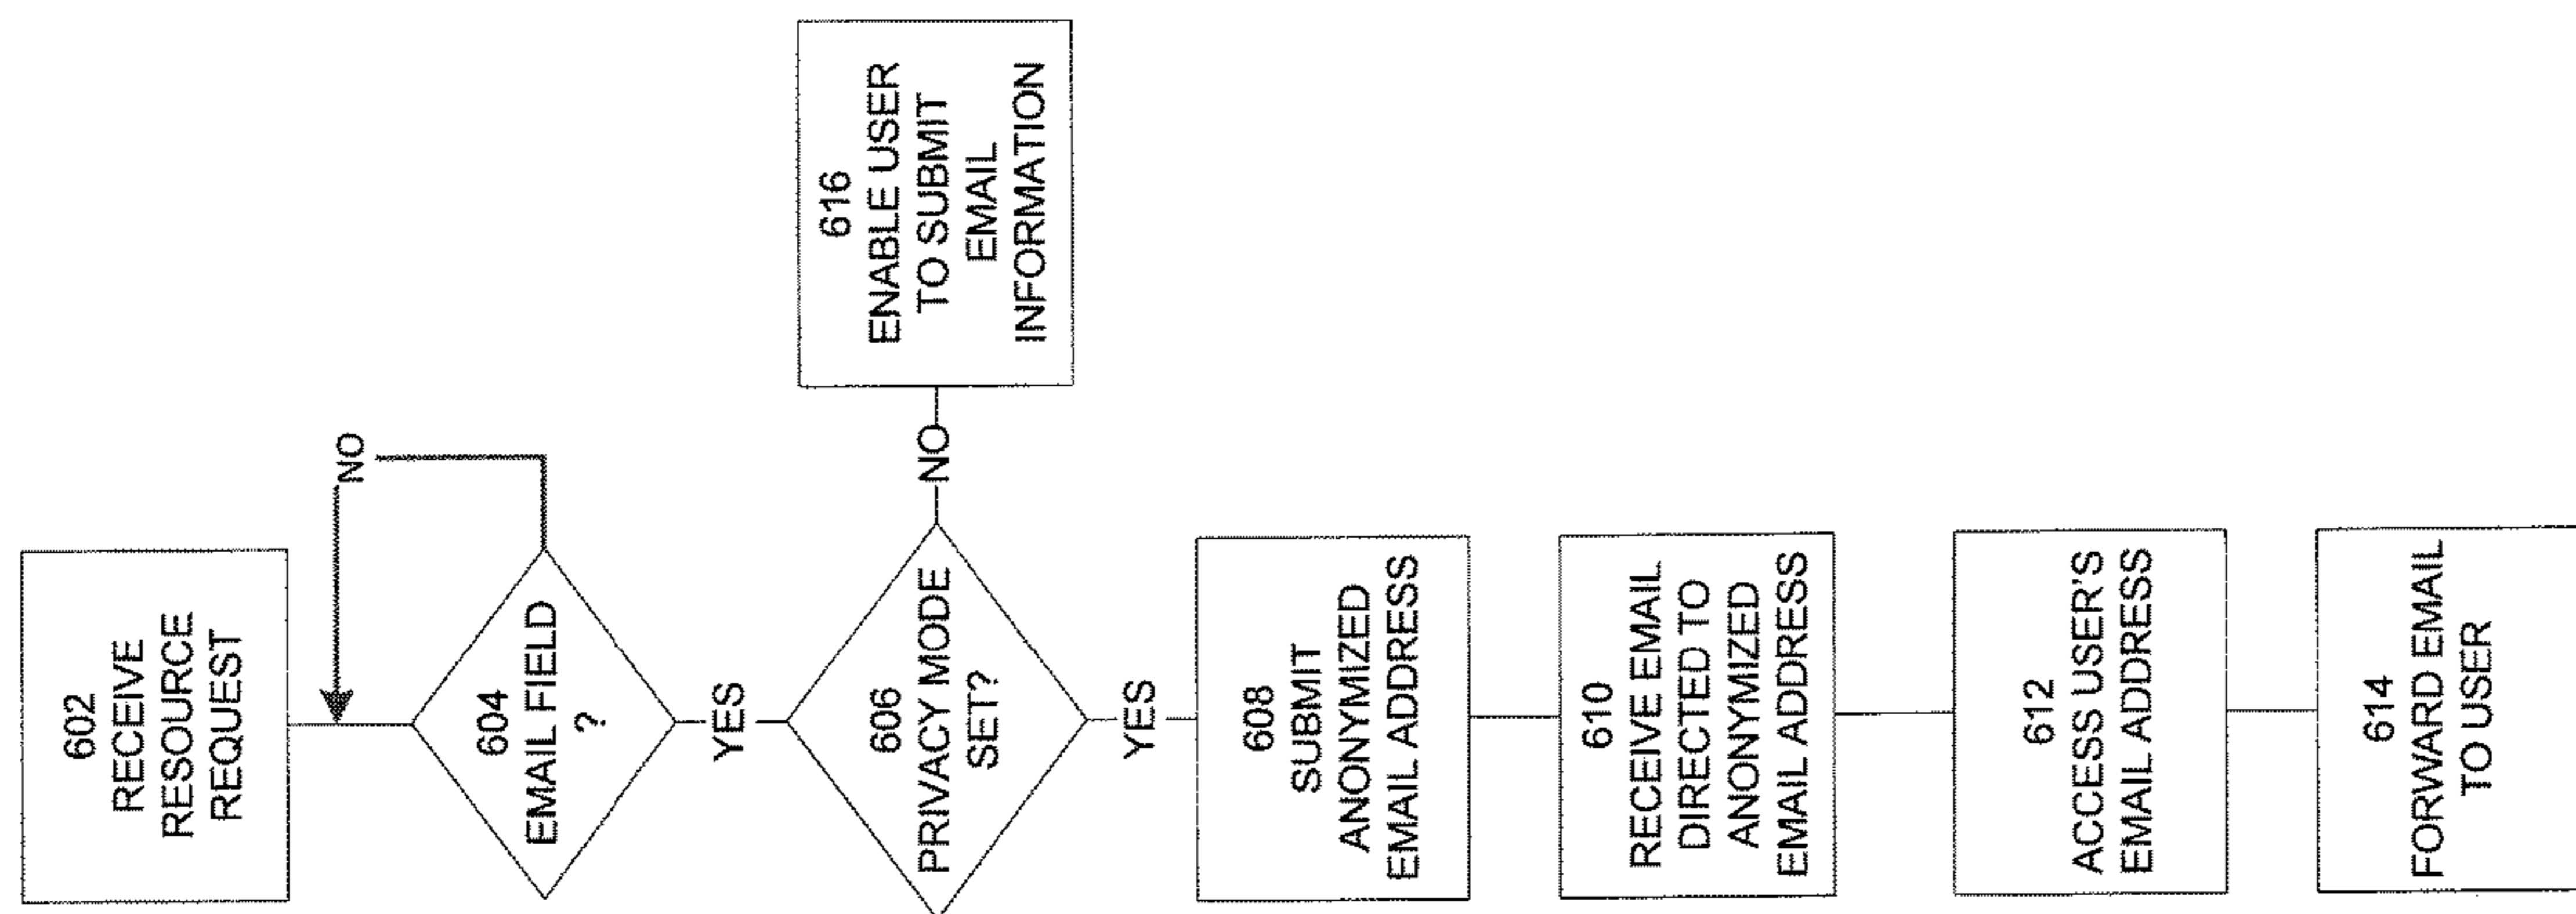 602
RECEIVE
RESOURCE
REQUEST
NO
604
EMAIL FIELD
?
YES
606
PRIVACY MODE
SET?
NO
616
ENABLE USER
TO SUBMIT
EMAIL
INFORMATION
YES
608
SUBMIT
ANONYMIZED
EMAIL ADDRESS
610
RECEIVE EMAIL
DIRECTED TO
ANONYMIZED
EMAIL ADDRESS
612
ACCESS USER'S
EMAIL ADDRESS
614
FORWARD EMAIL
TO USER